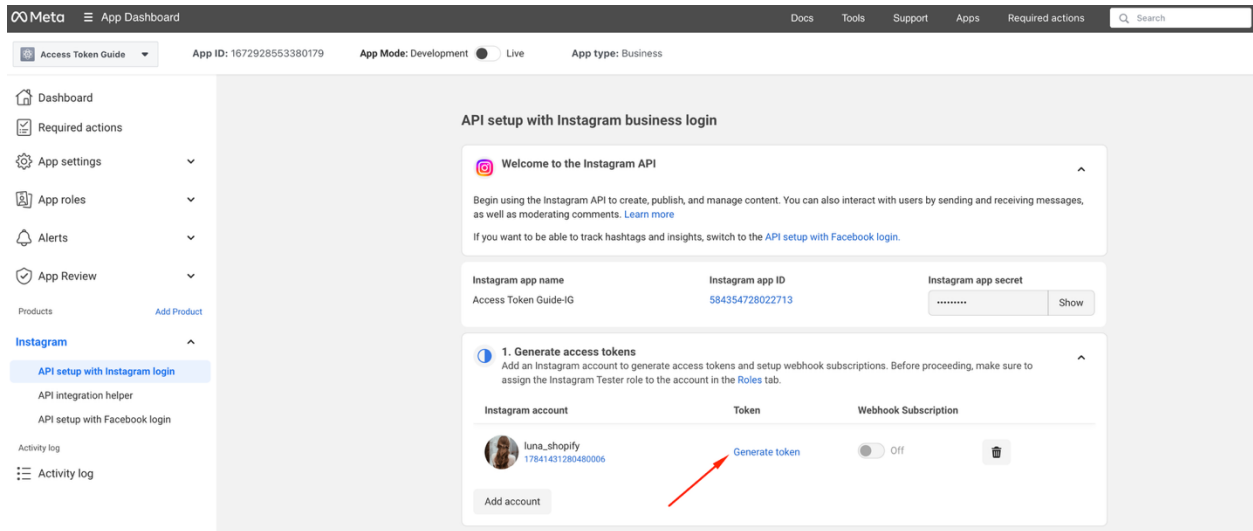 Meta
App Dashboard
Docs
Tools
Support
Apps
Required actions
Search
Access Token Guide
App ID: 1672928553380179
App Mode: Development
Live
App type: Business
Dashboard
Required actions
App settings
App roles
Alerts
App Review
Products
Add Product
Instagram
API setup with Instagram login
API integration helper
API setup with Facebook login
Activity log
Activity log
API setup with Instagram business login
Welcome to the Instagram API
Begin using the Instagram API to create, publish, and manage content. You can also interact with users by sending and receiving messages,
as well as moderating comments. Learn more
If you want to be able to track hashtags and insights, switch to the API setup with Facebook login.
Instagram app name
Instagram app ID
Instagram app secret
Access Token Guide-IG
584354728022713
•••••••••
Show
1. Generate access tokens
Add an Instagram account to generate access tokens and setup webhook subscriptions. Before proceeding, make sure to
assign the Instagram Tester role to the account in the Roles tab.
Instagram account
Token
Webhook Subscription
luna_shopify
17841431280480006
Generate token
Off
Add account